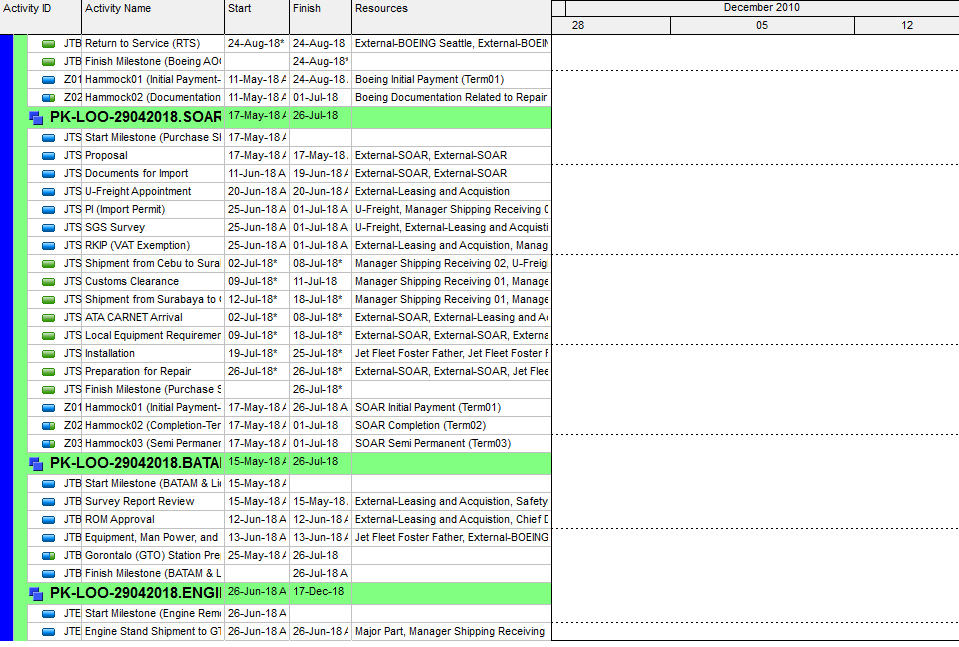 Activity ID Activity Name Start Finish Resources December 2010
28 05 12
JTB Return to Service (RTS) 24-Aug-18* 24-Aug-18 External-BOEING Seattle, External-BOEIN
JTB Finish Milestone (Boeing AO 24-Aug-18*
Z01 Hammock01 (Initial Payment- 11-May-18 A 24-Aug-18. Boeing Initial Payment (Term01)
Z02 Hammock02 (Documentation 11-May-18 A 01-Jul-18 Boeing Documentation Related to Repair
PK-LOO-29042018.SOAR 17-May-18 A 26-Jul-18
JTS Start Milestone (Purchase SI 17-May-18 A
JTS Proposal 17-May-18 A 17-May-18. External-SOAR, External-SOAR
JTS Documents for Import 11-Jun-18 A 19-Jun-18 A External-SOAR, External-SOAR
JTS U-Freight Appointment 20-Jun-18 A 20-Jun-18 A External-Leasing and Acquistion
JTS PI (Import Permit) 25-Jun-18 A 01-Jul-18 A U-Freight, Manager Shipping Receiving 0
JTS SGS Survey 25-Jun-18 A 01-Jul-18 A U-Freight, External-Leasing and Acquisti
JTS RKIP (VAT Exemption) 25-Jun-18 A 01-Jul-18 A External-Leasing and Acquistion, Manag
JTS Shipment from Cebu to Sura 02-Jul-18* 08-Jul-18* Manager Shipping Receiving 02, U-Freig
JTS Customs Clearance 09-Jul-18* 11-Jul-18 Manager Shipping Receiving 01, Manage
JTS Shipment from Surabaya to 12-Jul-18* 18-Jul-18* Manager Shipping Receiving 01, Manage
JTS ATA CARNET Arrival 02-Jul-18* 08-Jul-18* External-SOAR, External-Leasing and Ac
JTS Local Equipment Requiremer 09-Jul-18* 18-Jul-18* External-SOAR, External-SOAR, Externa
JTS Installation 19-Jul-18* 25-Jul-18* Jet Fleet Foster Father, Jet Fleet Foster F
JTS Preparation for Repair 26-Jul-18* 26-Jul-18* External-SOAR, External-SOAR, Jet Flee
JTS Finish Milestone (Purchase S 26-Jul-18*
Z01 Hammock01 (Initial Payment- 17-May-18 A 26-Jul-18 A SOAR Initial Payment (Term01)
Z02 Hammock02 (Completion-Ter 17-May-18 A 01-Jul-18 SOAR Completion (Term02)
Z03 Hammock03 (Semi Permaner 17-May-18 A 01-Jul-18 SOAR Semi Permanent (Term03)
PK-LOO-29042018.BATA 15-May-18 A 26-Jul-18
JTB Start Milestone (BATAM & Li 15-May-18 A
JTB Survey Report Review 15-May-18 A 15-May-18. External-Leasing and Acquistion, Safety
JTB ROM Approval 12-Jun-18 A 12-Jun-18 A External-Leasing and Acquistion, Chief D
JTB Equipment, Man Power, and 13-Jun-18 A 13-Jun-18 A Jet Fleet Foster Father, External-BOEING
JTB Gorontalo (GTO) Station Pre 25-May-18 A 26-Jul-18
JTB Finish Milestone (BATAM & L 26-Jul-18 A
PK-LOO-29042018.ENGI 26-Jun-18 A 17-Dec-18
JTE Start Milestone (Engine Rem 26-Jun-18 A
JTE Engine Stand Shipment to GT 26-Jun-18 A 26-Jun-18 A Major Part, Manager Shipping Receiving